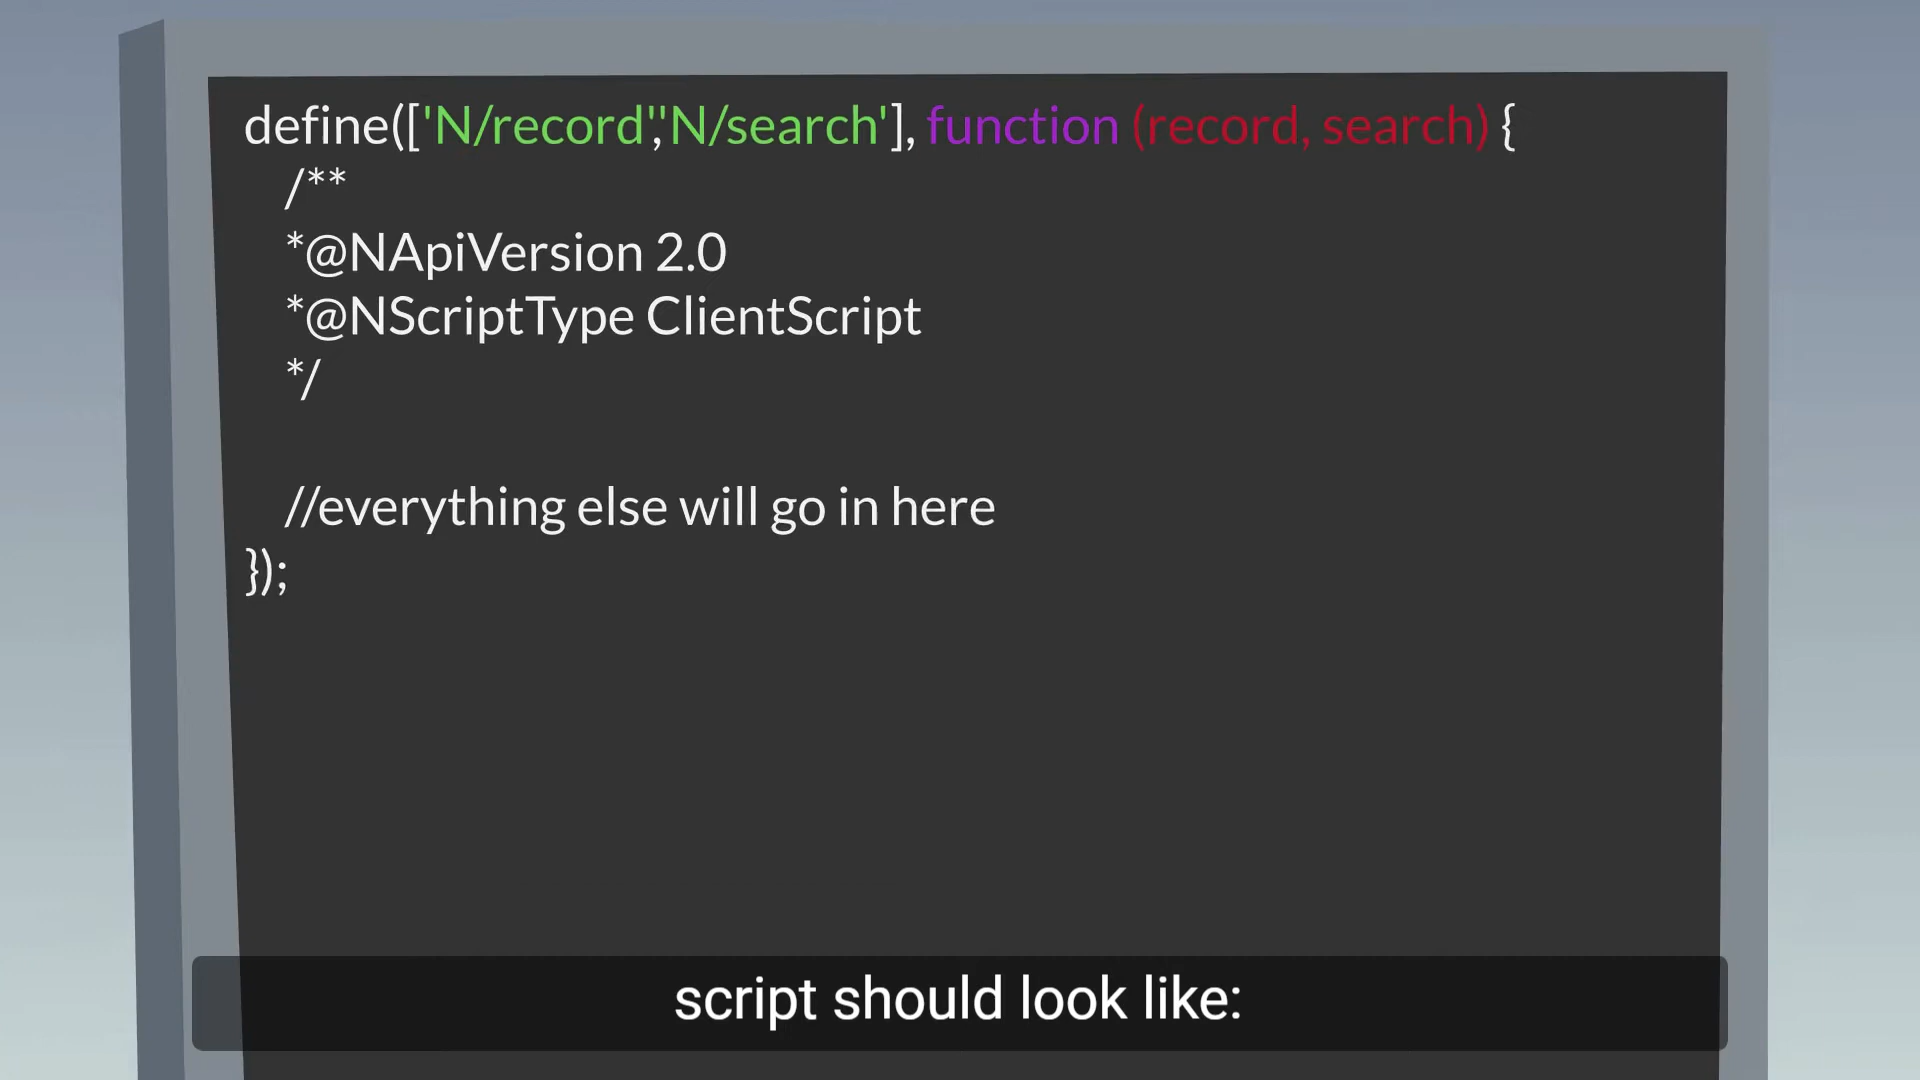 define(['N/record','N/search'], function (record, search) {
/**
*@NApiVersion 2.0
*@NScriptType ClientScript
*/
//everything else will go in here
});
script should look like: